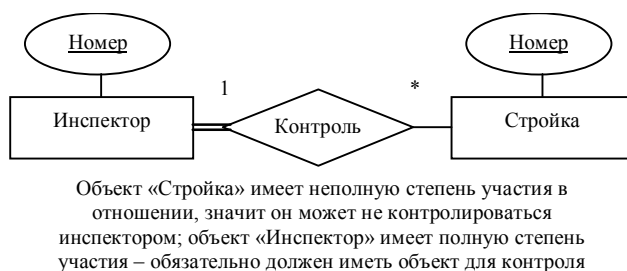 Номер
Номер
1
*
Инспектор
Контроль
Стройка
Объект «Стройка» имеет неполную степень участия в
отношении, значит он может не контролироваться
инспектором; объект «Инспектор» имеет полную степень
участия – обязательно должен иметь объект для контроля